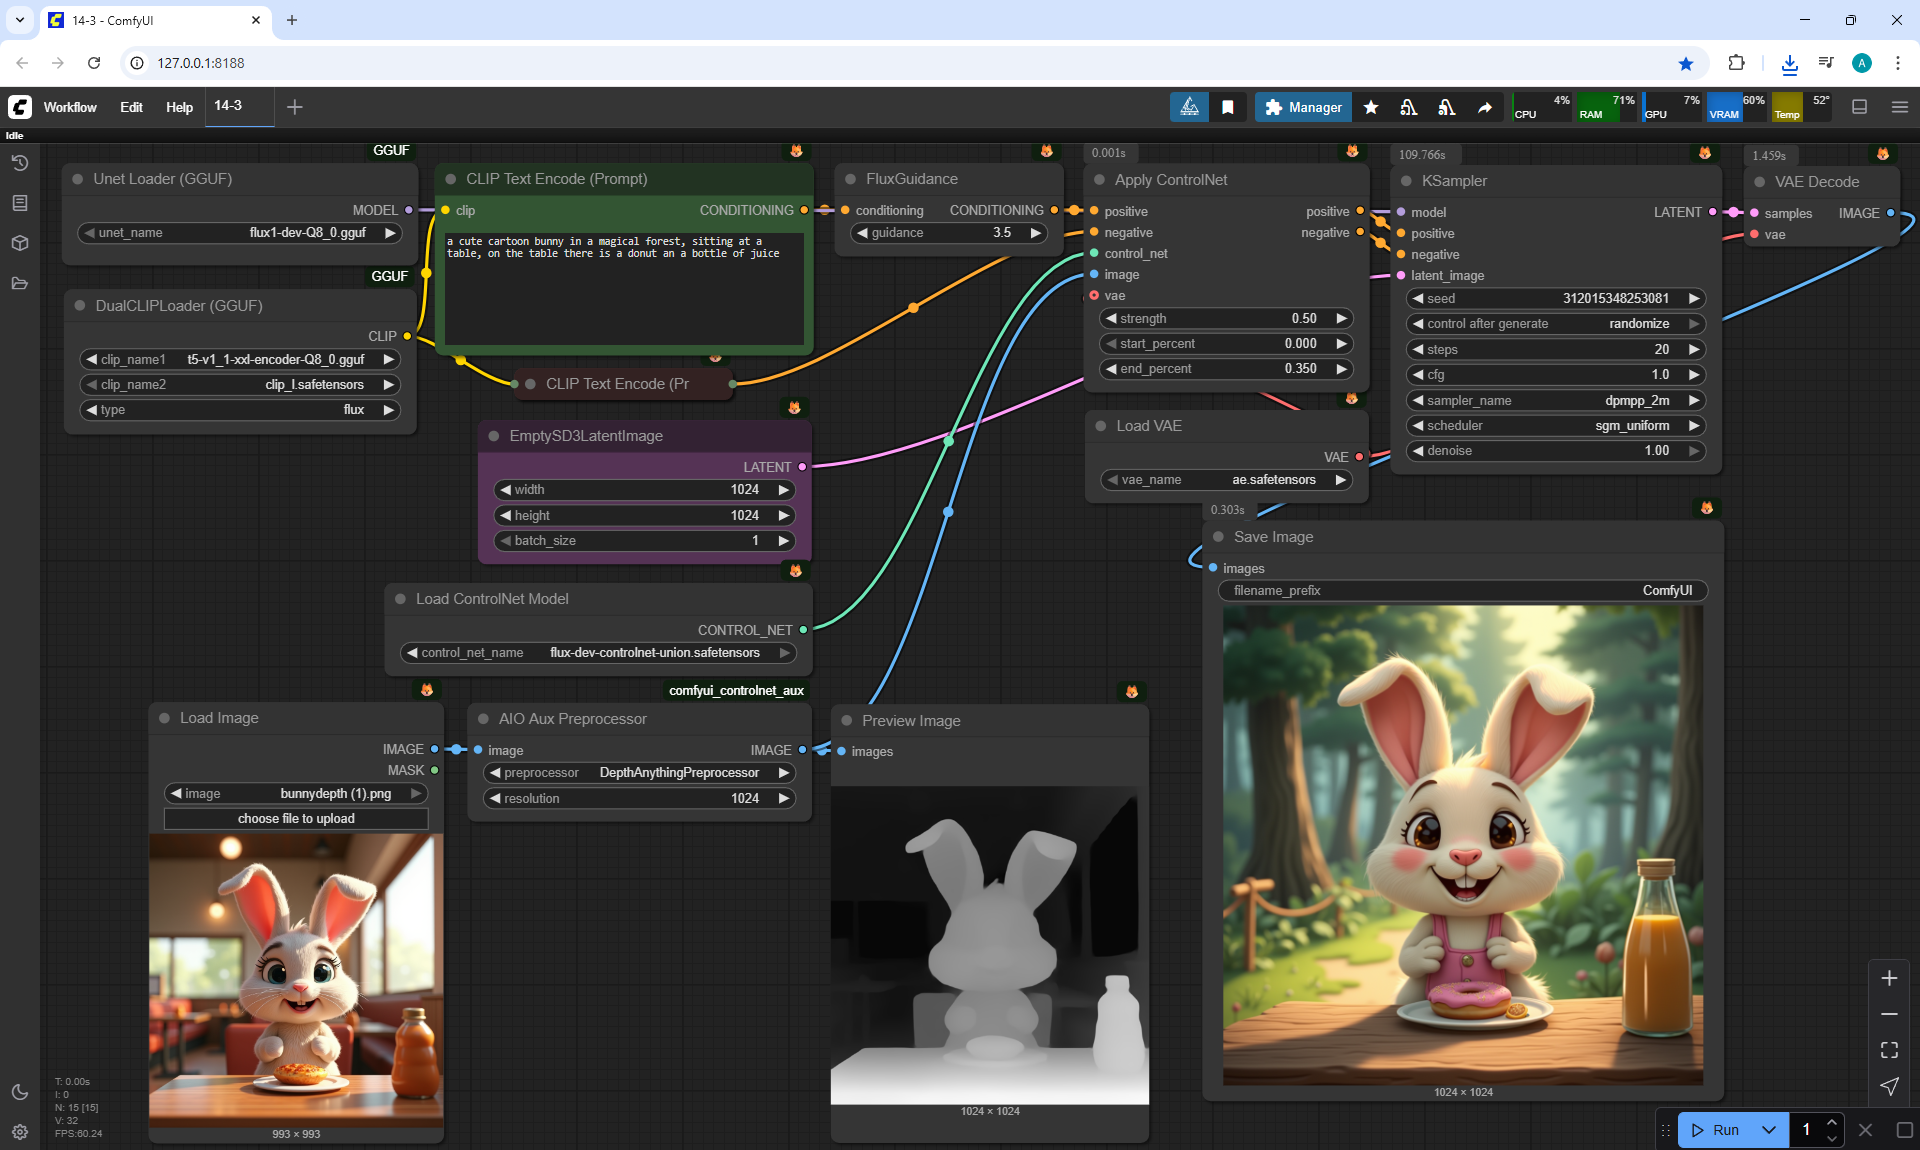 14-3 - ComfyUI
127.0.0.1:8188
A
Workflow
Edit
Help
14-3
Manager
CPU 4%
RAM 71%
GPU 7%
VRAM 60%
Temp 52°
Idle
GGUF
Unet Loader (GGUF)
MODEL
unet_name flux1-dev-Q8_0.gguf
GGUF
DualCLIPLoader (GGUF)
CLIP
clip_name1 t5-v1_1-xxl-encoder-Q8_0.gguf
clip_name2 clip_l.safetensors
type flux
CLIP Text Encode (Prompt)
clip CONDITIONING
a cute cartoon bunny in a magical forest, sitting at a
table, on the table there is a donut an a bottle of juice
CLIP Text Encode (Pr
FluxGuidance
conditioning CONDITIONING
guidance 3.5
0.001s
Apply ControlNet
positive positive
negative negative
control_net
image
vae
strength 0.50
start_percent 0.000
end_percent 0.350
109.766s
KSampler
model LATENT
positive
negative
latent_image
seed 312015348253081
control after generate randomize
steps 20
cfg 1.0
sampler_name dpmpp_2m
scheduler sgm_uniform
denoise 1.00
1.459s
VAE Decode
samples IMAGE
vae
EmptySD3LatentImage
LATENT
width 1024
height 1024
batch_size 1
Load VAE
VAE
vae_name ae.safetensors
Load ControlNet Model
CONTROL_NET
control_net_name flux-dev-controlnet-union.safetensors
0.303s
Save Image
images
filename_prefix ComfyUI
1024 × 1024
Load Image
IMAGE
MASK
image bunnydepth (1).png
choose file to upload
993 × 993
comfyui_controlnet_aux
AIO Aux Preprocessor
image IMAGE
preprocessor DepthAnythingPreprocessor
resolution 1024
Preview Image
images
1024 × 1024
T: 0.00s
I: 0
N: 15 [15]
V: 32
FPS:60.24
Run
1